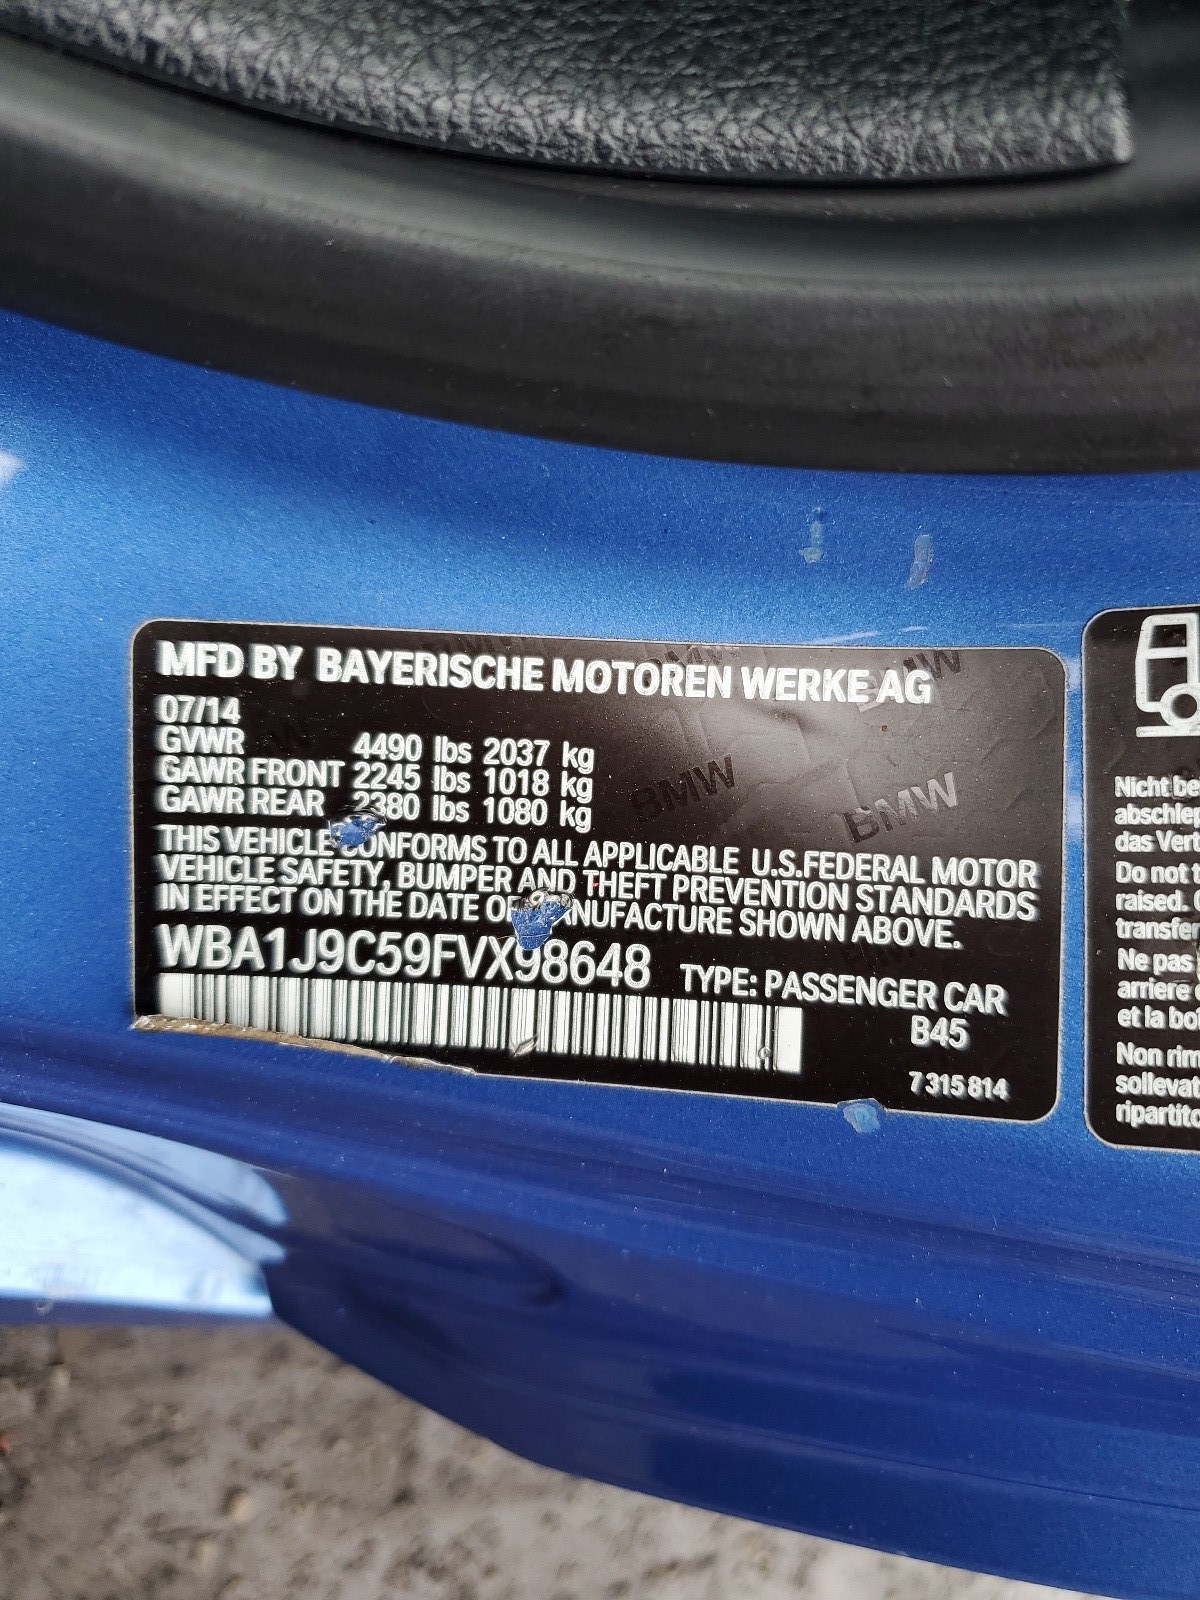 MFD BY BAYERISCHE MOTOREN WERKE AG
07/14
GVWR 4490 lbs 2037 kg
GAWR FRONT 2245 lbs 1018 kg
GAWR REAR 2380 lbs 1080 kg
THIS VEHICLE CONFORMS TO ALL APPLICABLE U.S.FEDERAL MOTOR
VEHICLE SAFETY, BUMPER AND THEFT PREVENTION STANDARDS
IN EFFECT ON THE DATE OF MANUFACTURE SHOWN ABOVE.
WBA1J9C59FVX98648 TYPE: PASSENGER CAR
B45
7 315 814
BMW
BMW BMW
Nicht be
abschle
das Vert
Do not t
raised.
transfer
Ne pas
arriere
et la bo
Non rim
sollevat
ripartito